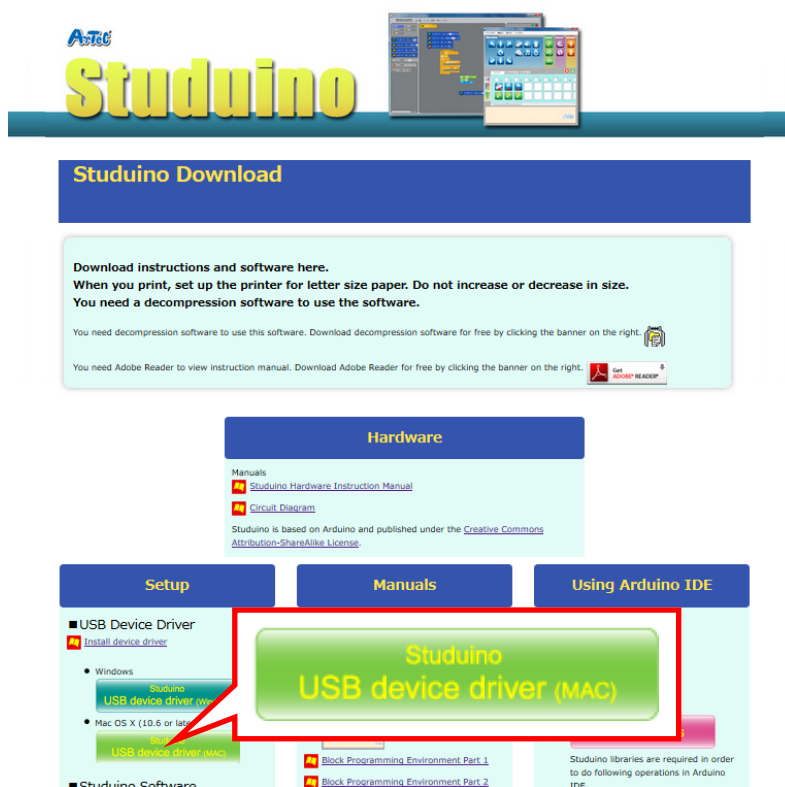 ArTeC
Studuino
Studuino Download
Download instructions and software here.
When you print, set up the printer for letter size paper. Do not increase or decrease in size.
You need a decompression software to use the software.
You need decompression software to use this software. Download decompression software for free by clicking the banner on the right.
You need Adobe Reader to view instruction manual. Download Adobe Reader for free by clicking the banner on the right.
Get
ADOBE® READER®
Hardware
Manuals
Studuino Hardware Instruction Manual
Circuit Diagram
Studuino is based on Arduino and published under the Creative Commons
Attribution-ShareAlike License.
Setup
■USB Device Driver
Install device driver
• Windows
Studuino
USB device driver
• Mac OS X (10.6 or
USB device driver (MAC)
■Studuino Software
Manuals
Studuino
USB device driver (MAC)
Block Programming Environment Part 1
Block Programming Environment Part 2
Using Arduino IDE
Studuino libraries are required in order
to do following operations in Arduino
IDE